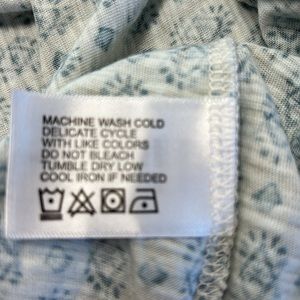 MACHINE WASH COLD
DELICATE CYCLE
WITH LIKE COLORS
DO NOT BLEACH
TUMBLE DRY LOW
COOL IRON IF NEEDED